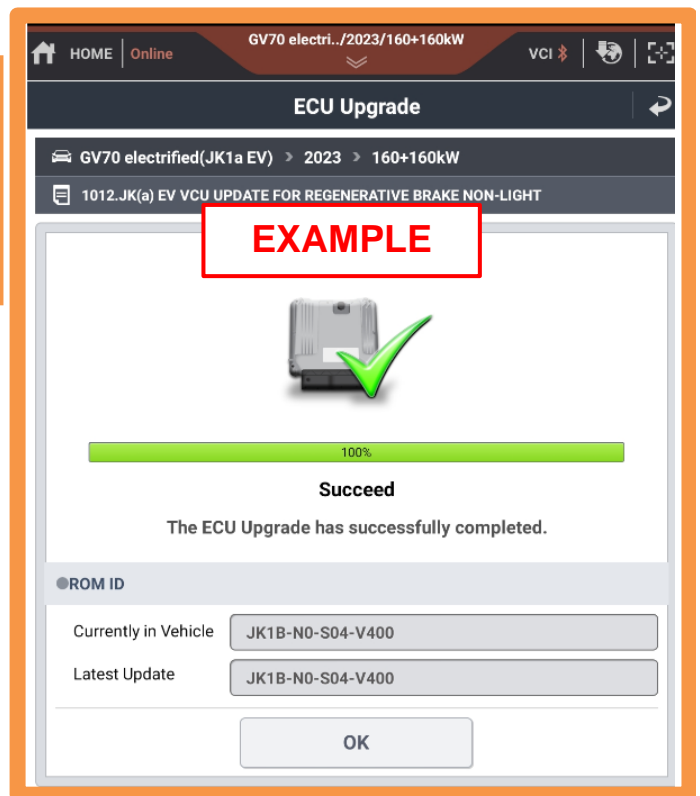 GV70 electri../2023/160+160kW
HOME Online VCI
ECU Upgrade
GV70 electrified(JK1a EV) > 2023 > 160+160kW
1012.JK(a) EV VCU UPDATE FOR REGENERATIVE BRAKE NON-LIGHT
EXAMPLE
100%
Succeed
The ECU Upgrade has successfully completed.
ROM ID
Currently in Vehicle JK1B-N0-S04-V400
Latest Update JK1B-N0-S04-V400
OK